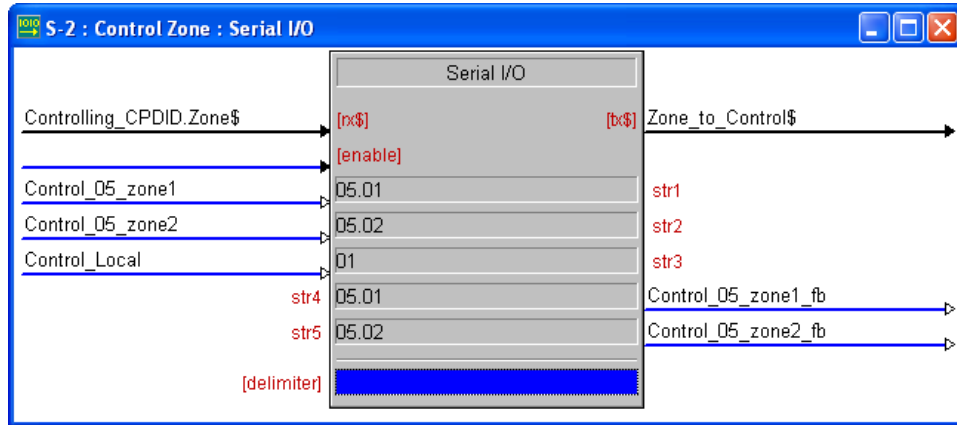 S-2 : Control Zone : Serial I/O
Serial I/O
Controlling_CPDID.Zone$ [rx$] [tx$] Zone_to_Control$
[enable]
Control_05_zone1 05.01 str1
Control_05_zone2 05.02 str2
Control_Local 01 str3
str4 05.01 Control_05_zone1_fb
str5 05.02 Control_05_zone2_fb
[delimiter]